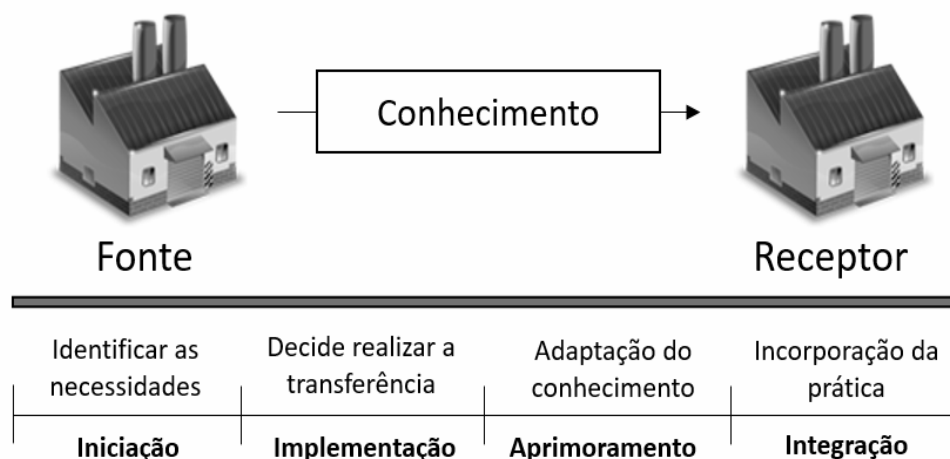 Conhecimento
Fonte
Receptor
Identificar as
necessidades
Decide realizar a
transferência
Adaptação do
conhecimento
Incorporação da
prática
Iniciação
Implementação
Aprimoramento
Integração